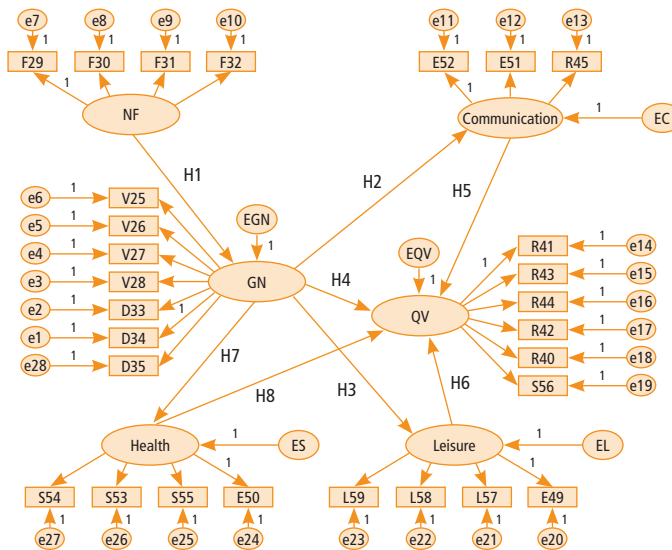 e7 e8 e9 e10
1 1 1 1
F29 F30 F31 F32
1
NF
e11 e12 e13
1 1 1
E52 E51 R45
1
Communication 1 EC
H1
H2
H5
e6 1 V25
e5 1 V26
e4 1 V27
e3 1 V28
e2 1 D33
e1 1 D34
e28 1 D35
1
EGN
1
GN
H4
EQV
1
QV
1
R41 1 e14
R43 1 e15
R44 1 e16
R42 1 e17
R40 1 e18
S56 1 e19
H7
H8
H3
H6
Health 1 ES
1
S54 S53 S55 E50
1 1 1 1
e27 e26 e25 e24
Leisure 1 EL
1
L59 L58 L57 E49
1 1 1 1
e23 e22 e21 e20